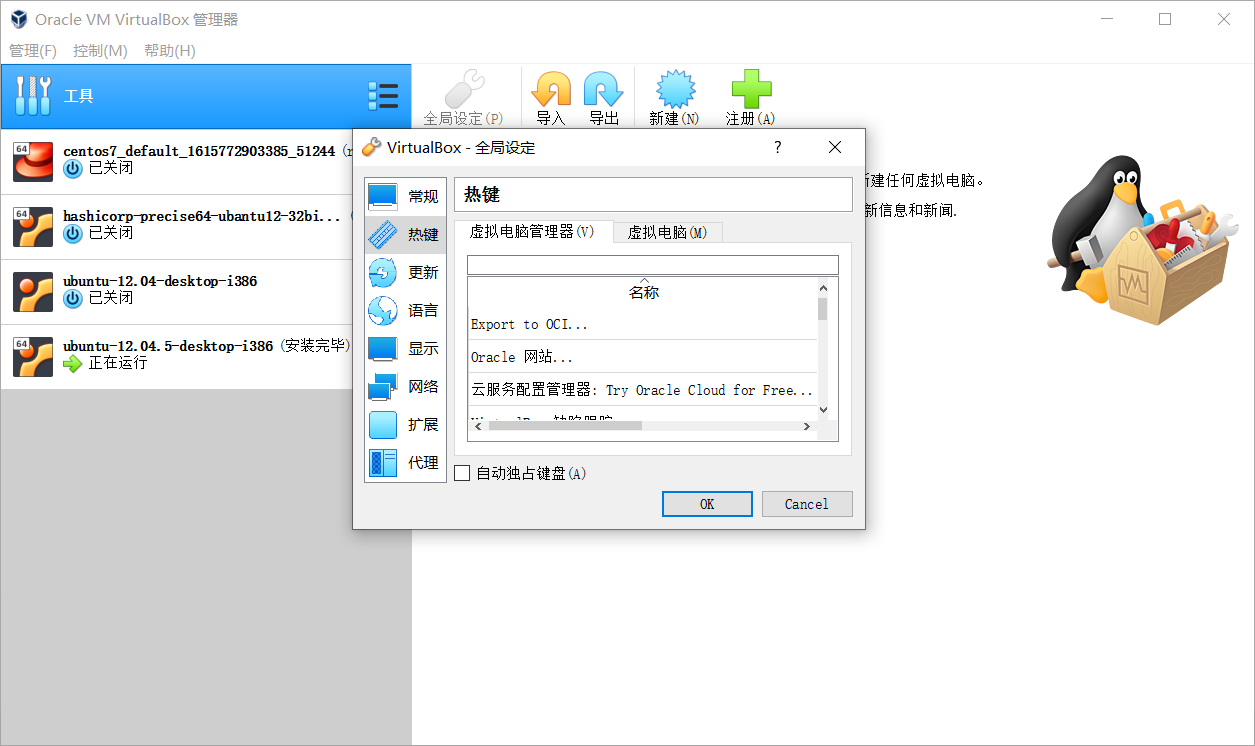 Oracle VM VirtualBox 管理器
管理(F) 控制(M) 帮助(H)
工具
全局设定(P) 导入 导出 新建(N) 注册(A)
64
centos7_default_1615772903385_51244
已关闭
64
hashicorp-precise64-ubantu12-32bi...
已关闭
ubuntu-12.04-desktop-i386
已关闭
64
ubuntu-12.04.5-desktop-i386 (安装完毕)
正在运行
建任何虚拟电脑。
新信息和新闻.
VirtualBox - 全局设定
?
常规
热键
更新
语言
显示
网络
扩展
代理
热键
虚拟电脑管理器(V) 虚拟电脑(M)
名称
Export to OCI...
Oracle 网站...
云服务配置管理器: Try Oracle Cloud for Free...
自动独占键盘(A)
OK Cancel